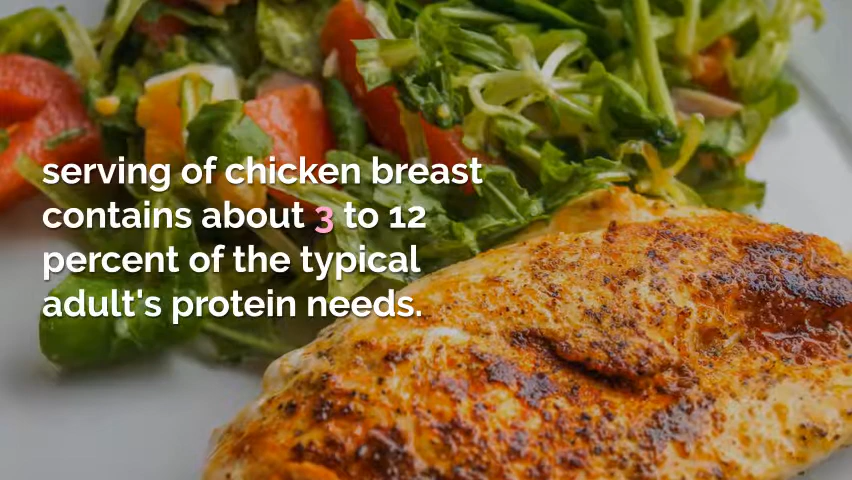 serving of chicken breast
contains about 3 to 12
percent of the typical
adult's protein needs.